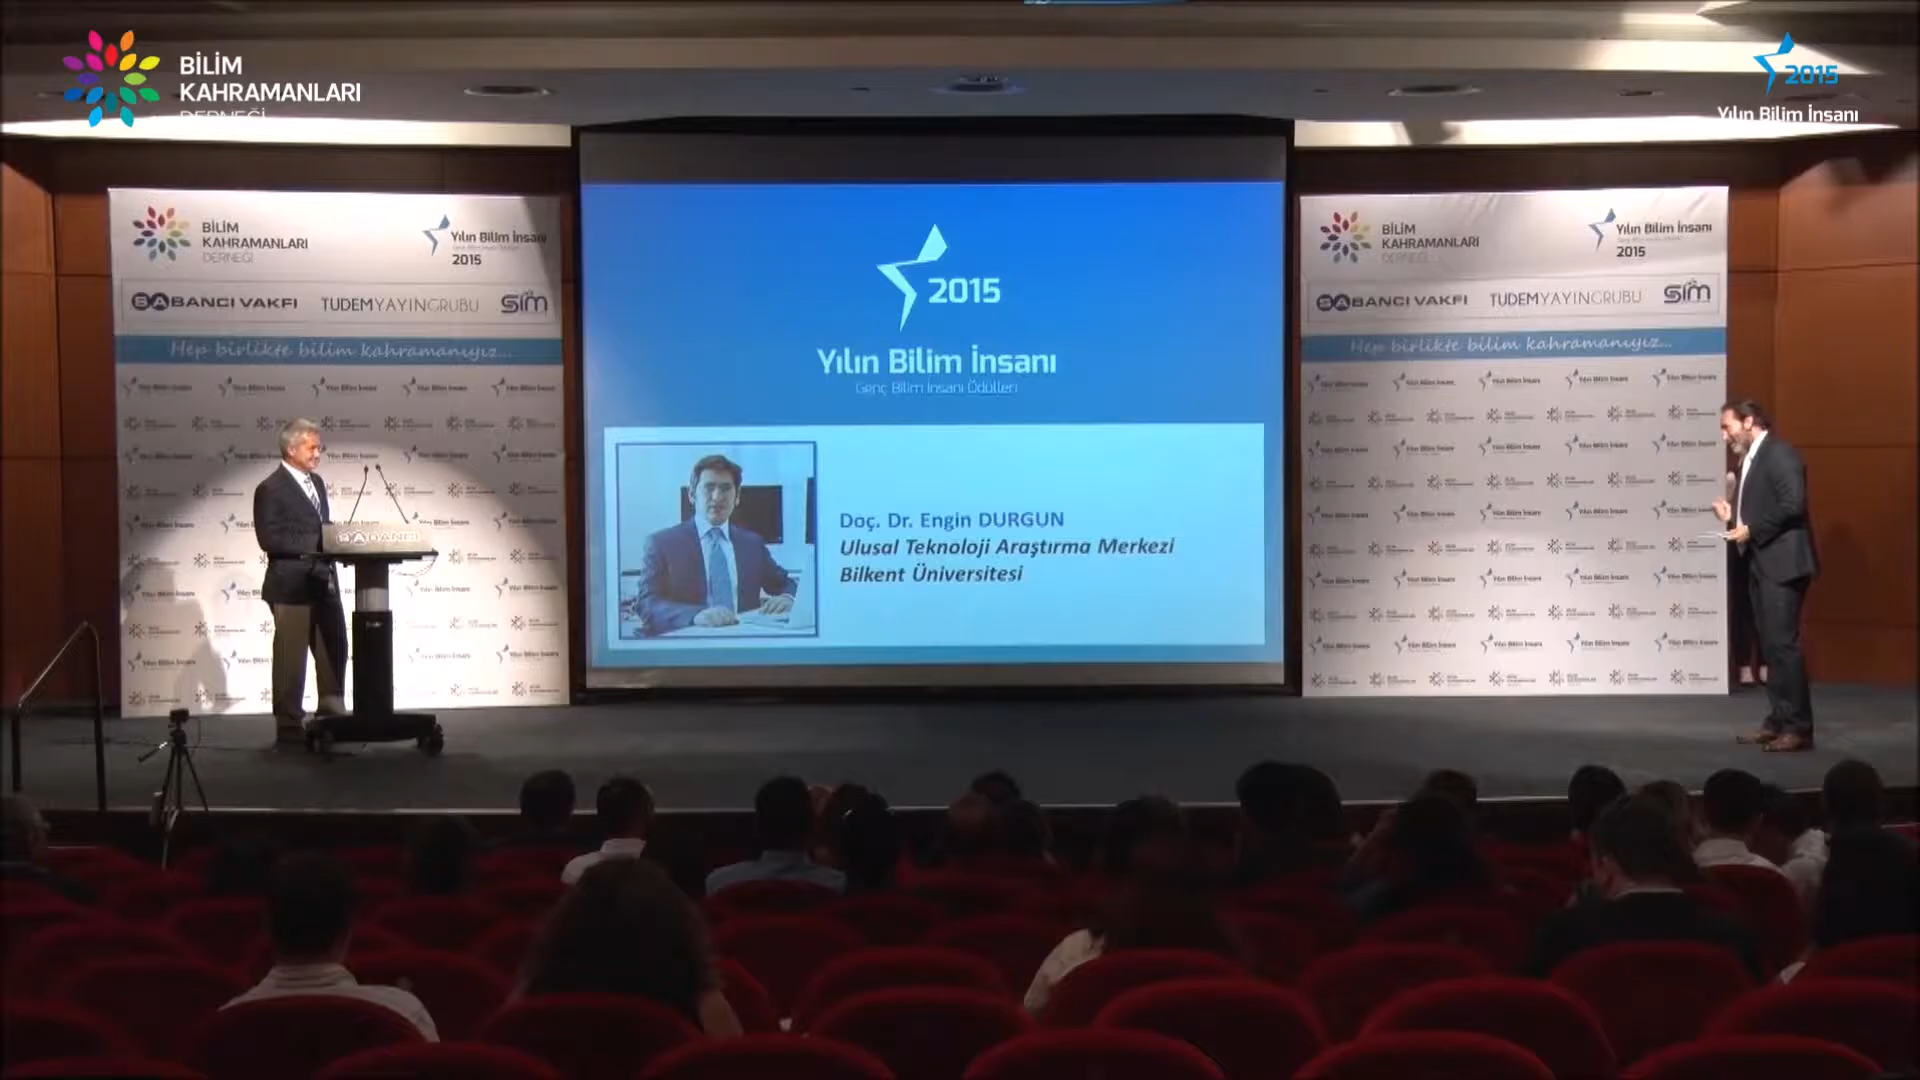 BİLİM
KAHRAMANLARI
DERNEĞİ
2015
Yılın Bilim İnsanı
BİLİM
KAHRAMANLARI
DERNEĞİ
Yılın Bilim İnsanı
2015
SABANCI VAKFI
TUDEMYAYINGRUBU
SİM
Hep birlikte bilim kahramanıyız...
2015
Yılın Bilim İnsanı
Genç Bilim İnsanı Ödülleri
Doç. Dr. Engin DURGUN
Ulusal Teknoloji Araştırma Merkezi
Bilkent Üniversitesi
BİLİM
KAHRAMANLARI
DERNEĞİ
Yılın Bilim İnsanı
2015
SABANCI VAKFI
TUDEMYAYINGRUBU
SİM
Hep birlikte bilim kahramanıyız...
SABANCI